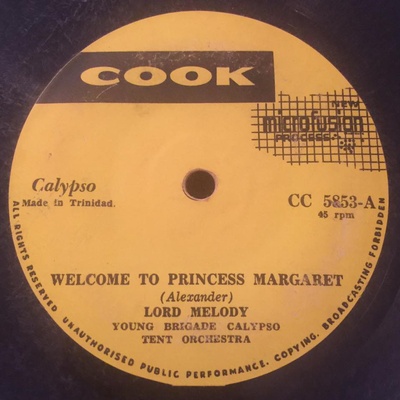 COOK
NEW
microfusion
PROCESS
Calypso
Made in Trinidad.
CC 5853-A
45 rpm
WELCOME TO PRINCESS MARGARET
(Alexander)
LORD MELODY
YOUNG BRIGADE CALYPSO
TENT ORCHESTRA
ALL RIGHTS RESERVED UNAUTHORISED PUBLIC PERFORMANCE. COPYING. BROADCASTING FORBIDDEN